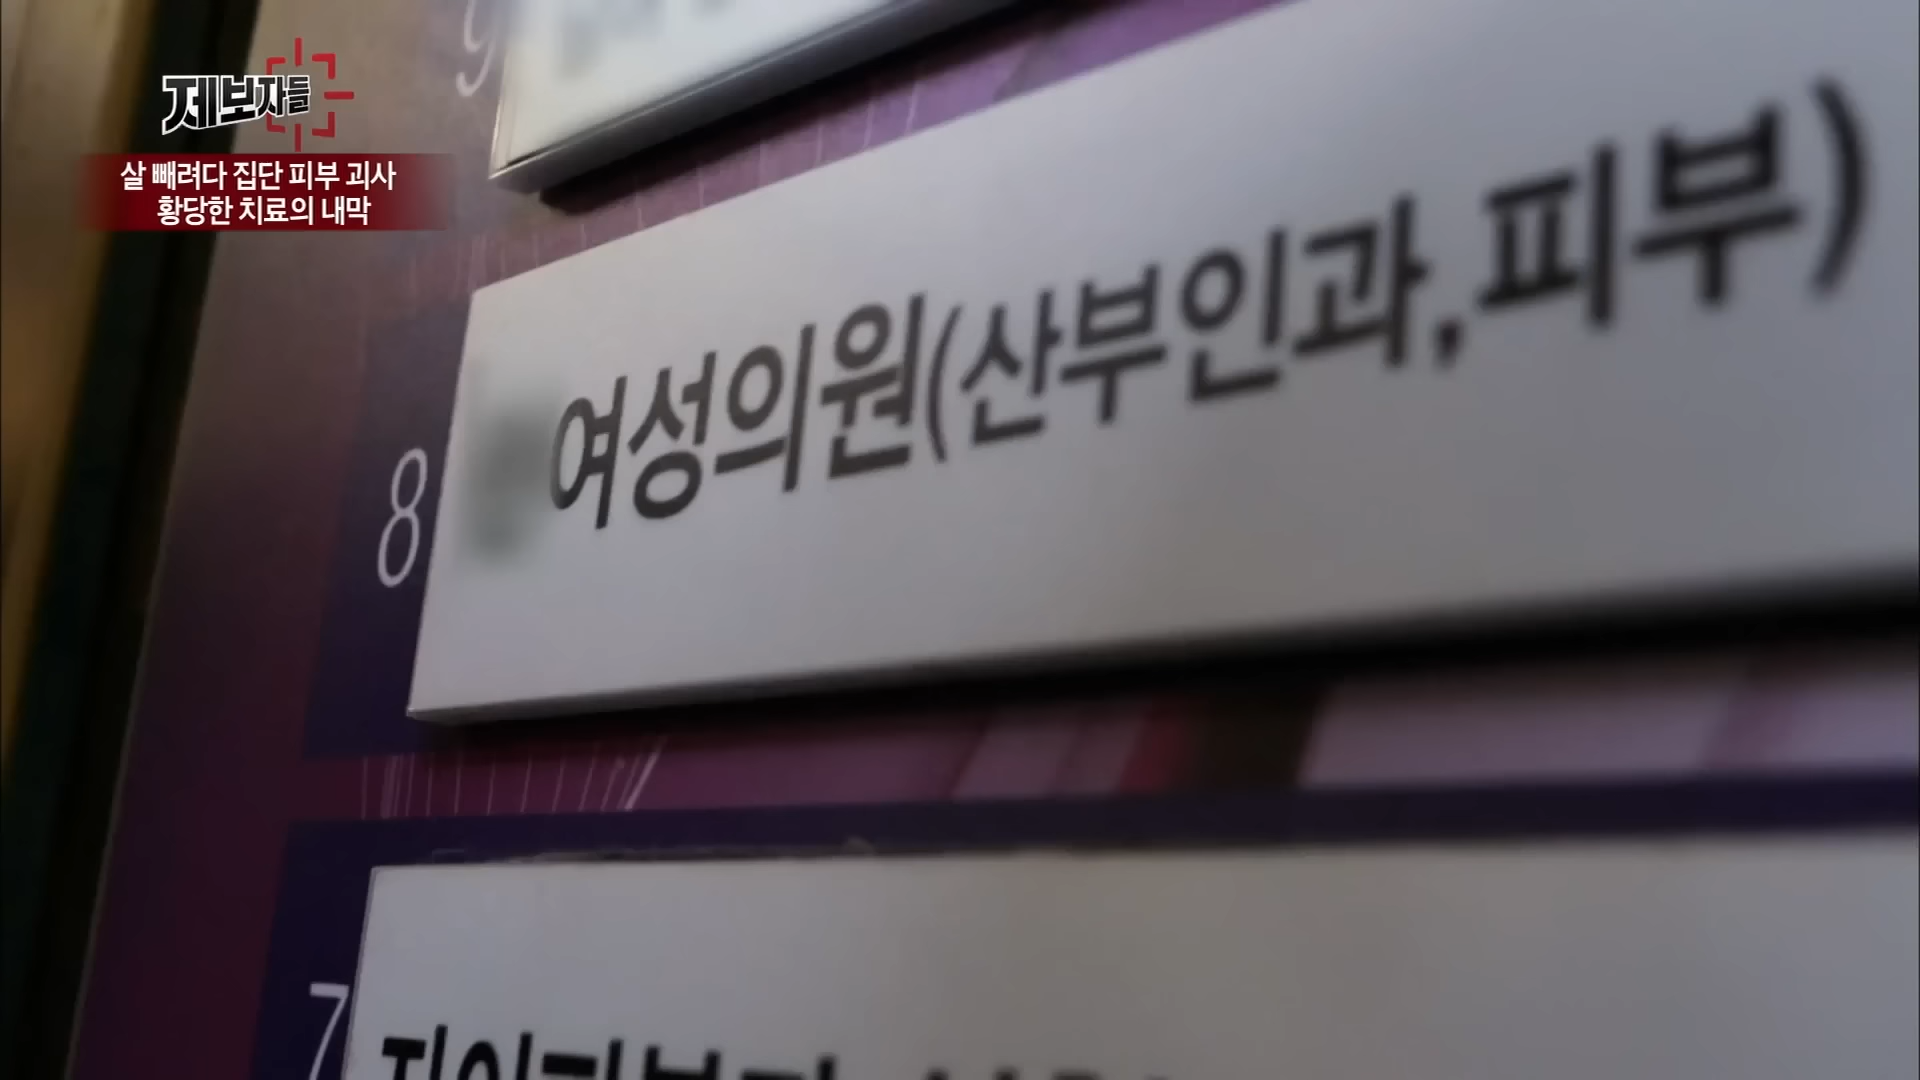 제보자들
살 빼려다 집단 피부 괴사
황당한 치료의 내막
9
8
여성의원(산부인과,피부)
7